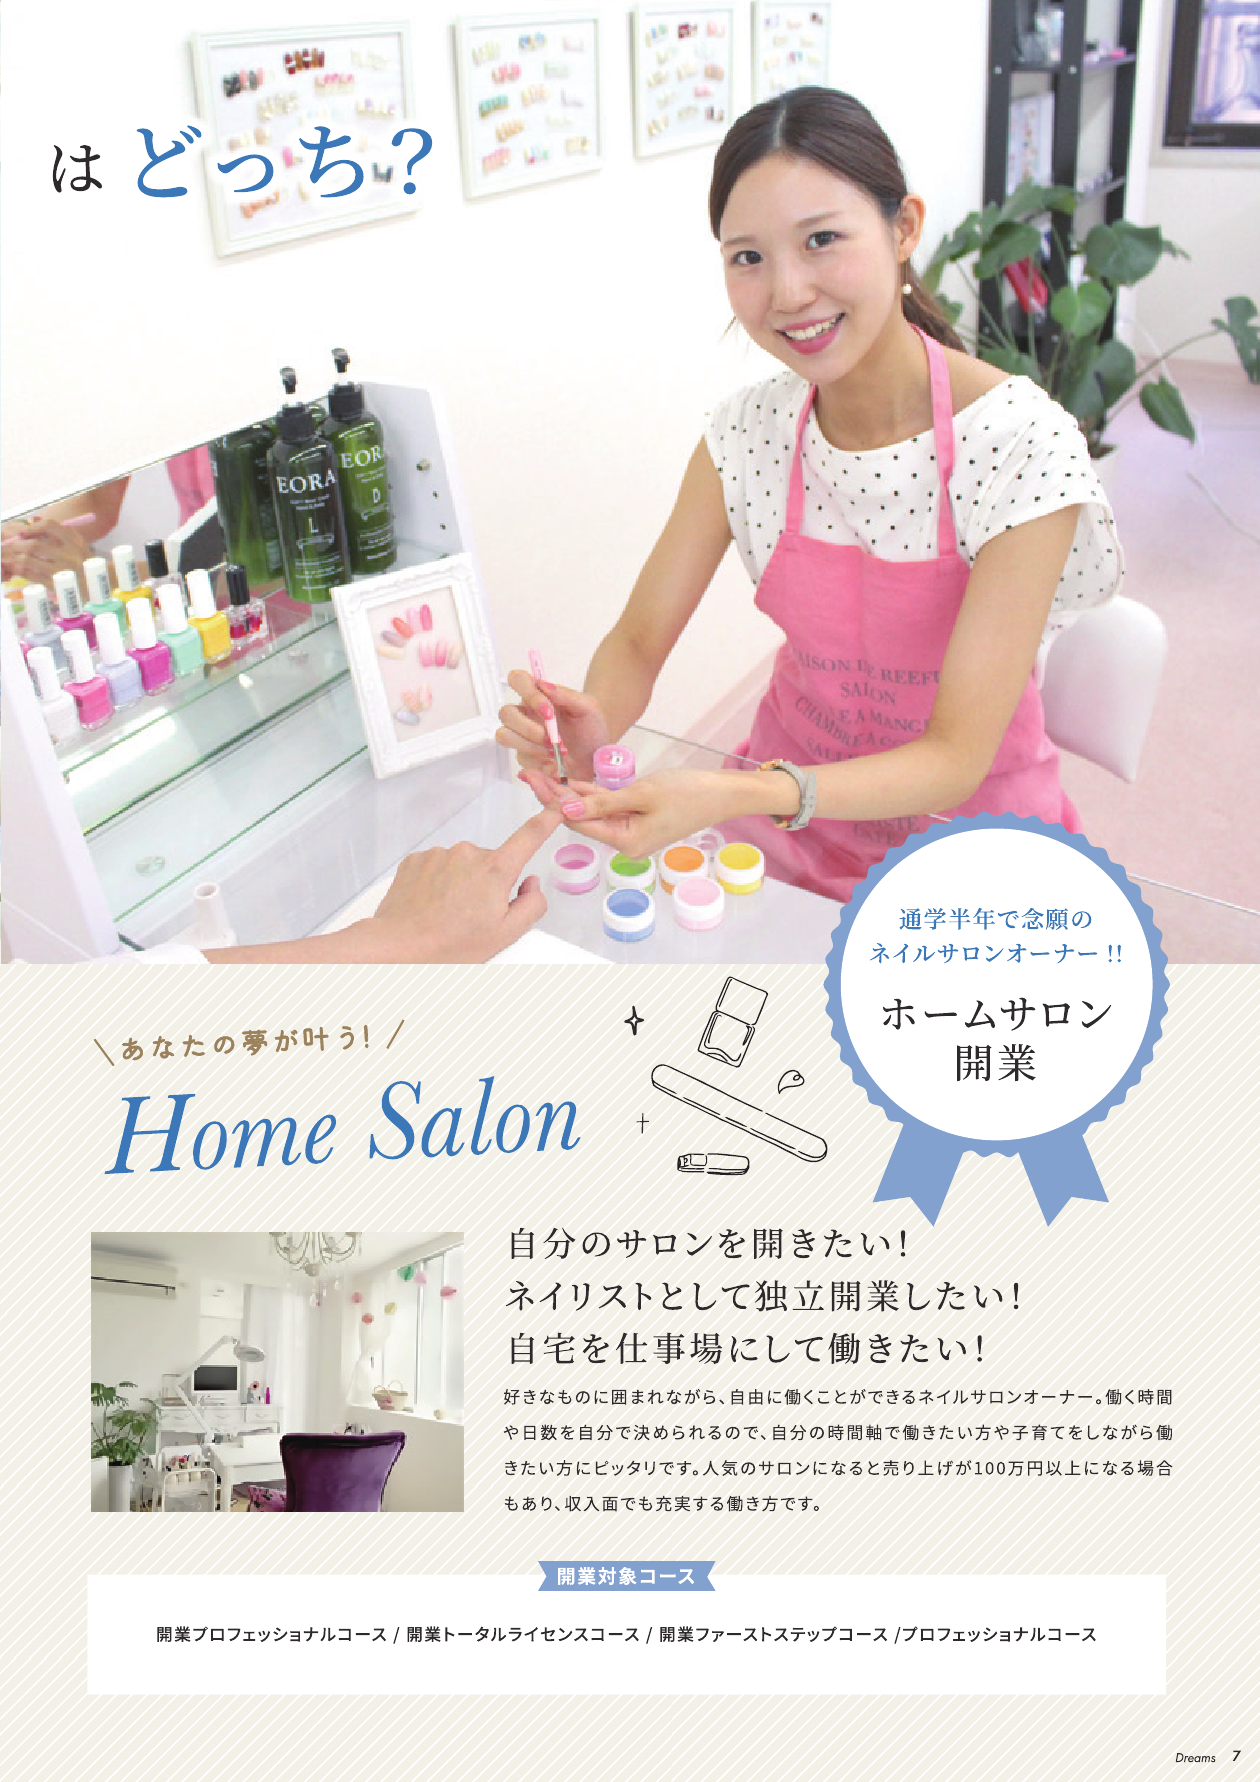 は どっち?
EORA
L
EOR
D
SALON
通学半年で念願の
ネイルサロンオーナー!!
ホームサロン
開業
あなたの夢が叶う!
Home Salon
自分のサロンを開きたい!
ネイリストとして独立開業したい!
自宅を仕事場にして働きたい!
好きなものに囲まれながら、自由に働くことができるネイルサロンオーナー。働く時間
や日数を自分で決められるので、自分の時間軸で働きたい方や子育てをしながら働
きたい方にピッタリです。人気のサロンになると売り上げが100万円以上になる場合
もあり、収入面でも充実する働き方です。
開業対象コース
開業プロフェッショナルコース / 開業トータルライセンスコース / 開業ファーストステップコース /プロフェッショナルコース
Dreams 7